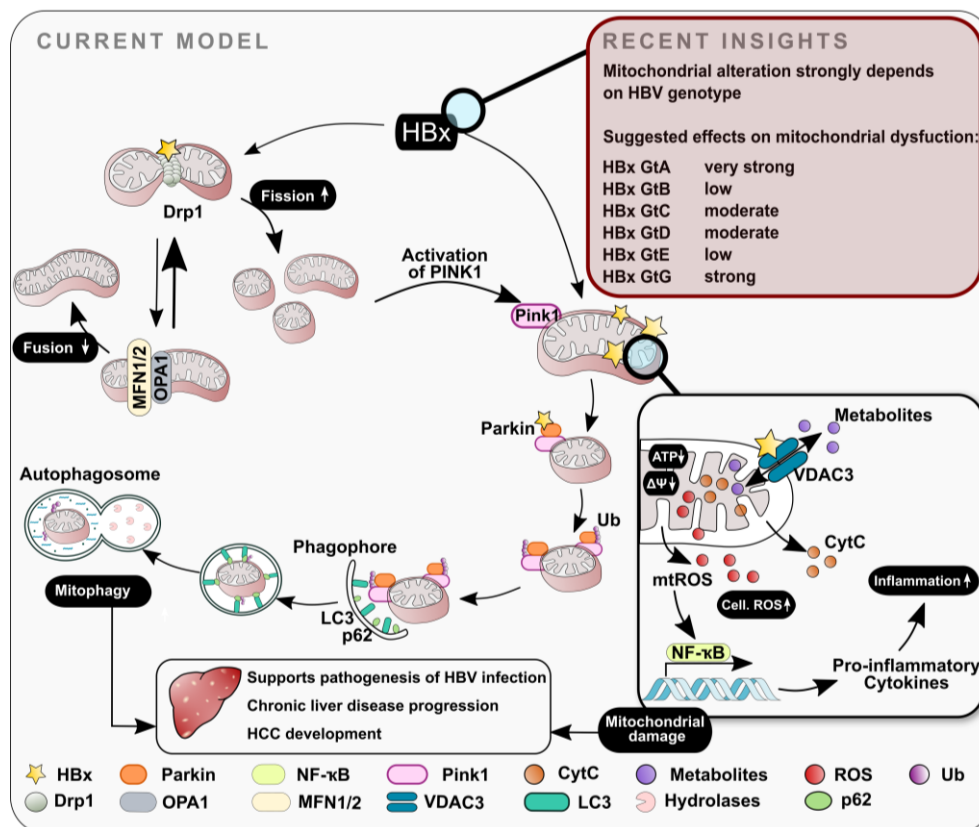 CURRENT MODEL
RECENT INSIGHTS
Mitochondrial alteration strongly depends
on HBV genotype
Suggested effects on mitochondrial dysfuction:
HBx GtA very strong
HBx GtB low
HBx GtC moderate
HBx GtD moderate
HBx GtE low
HBx GtG strong
HBx
Drp1
Fission ↑
Activation
of PINK1
Pink1
Fusion ↓
MFN1/2
OPA1
Parkin
Metabolites
ATP↓
ΔΨ↓
VDAC3
Autophagosome
Ub
CytC
Phagophore
mtROS
Inflammation ↑
Mitophagy
LC3
p62
Cell. ROS↑
NF-κB
Pro-inflammatory
Cytokines
Supports pathogenesis of HBV infection
Chronic liver disease progression
HCC development
Mitochondrial
damage
HBx Parkin NF-κB Pink1 CytC Metabolites ROS Ub
Drp1 OPA1 MFN1/2 VDAC3 LC3 Hydrolases p62